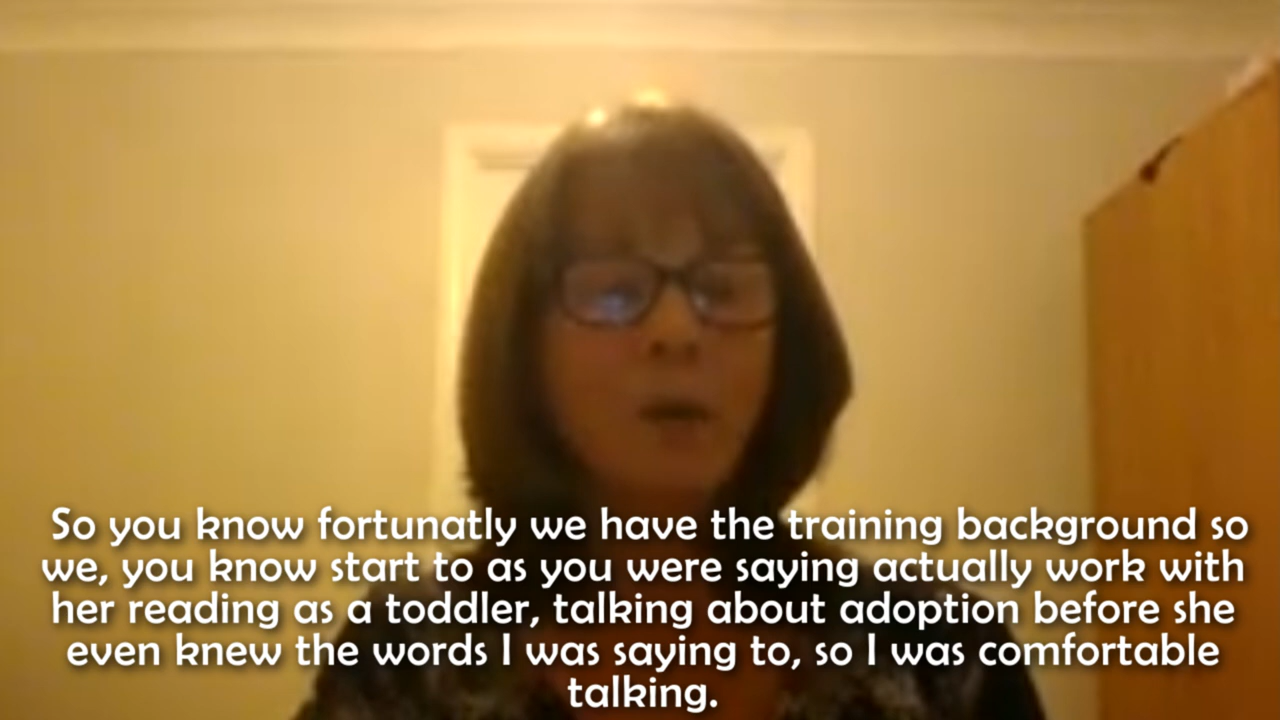 So you know fortunatly we have the training background so
we, you know start to as you were saying actually work with
her reading as a toddler, talking about adoption before she
even knew the words I was saying to, so I was comfortable
talking.